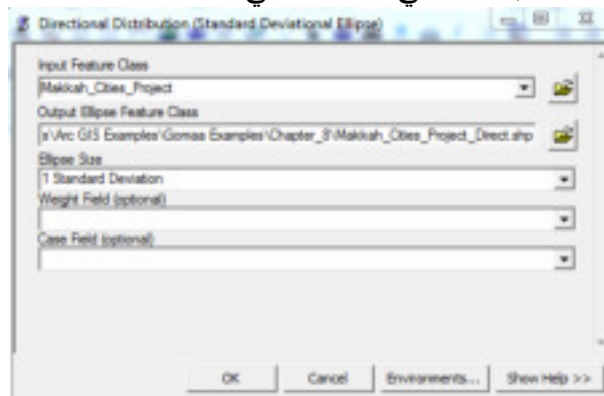 Directional Distribution (Standard Deviational Ellipse)
Input Feature Class
Makkah_Cities_Project
Output Ellipse Feature Class
s\Arc GIS Examples\Gomaa Examples\Chapter_8\Makkah_Cities_Project_Direct.shp
Ellipse Size
1 Standard Deviation
Weight Field (optional)
Case Field (optional)
OK Cancel Environments... Show Help >>